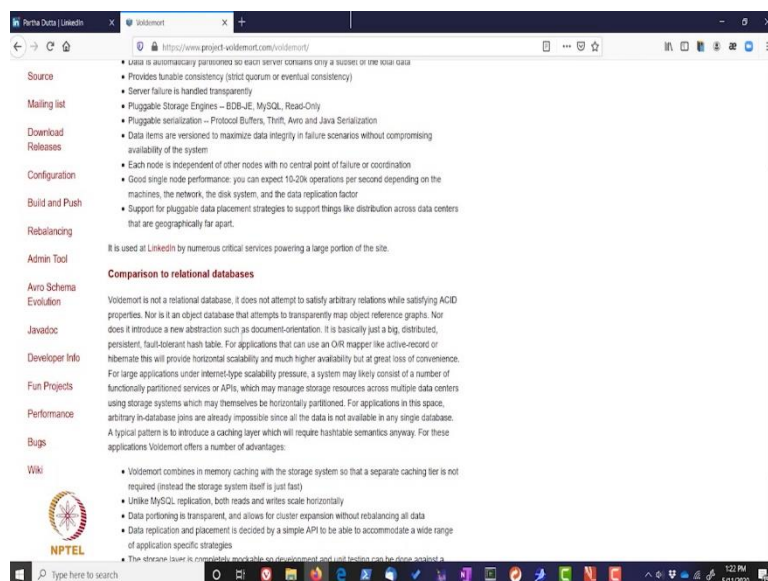 Partha Dutta | LinkedIn
Voldemort
https://www.project-voldemort.com/voldemort/
Data is automatically partitioned so each server contains only a subset of the total data
Source
• Provides tunable consistency (strict quorum or eventual consistency)
• Server failure is handled transparently
Mailing list
• Pluggable Storage Engines -- BDB-JE, MySQL, Read-Only
• Pluggable serialization -- Protocol Buffers, Thrift, Avro and Java Serialization
Download
Releases
• Data items are versioned to maximize data integrity in failure scenarios without compromising
availability of the system
Configuration
• Each node is independent of other nodes with no central point of failure or coordination
• Good single node performance: you can expect 10-20k operations per second depending on the
machines, the network, the disk system, and the data replication factor
Build and Push
• Support for pluggable data placement strategies to support things like distribution across data centers
that are geographically far apart.
Rebalancing
It is used at LinkedIn by numerous critical services powering a large portion of the site.
Admin Tool
Comparison to relational databases
Avro Schema
Evolution
Voldemort is not a relational database, it does not attempt to satisfy arbitrary relations while satisfying ACID
properties. Nor is it an object database that attempts to transparently map object reference graphs. Nor
does it introduce a new abstraction such as document-orientation. It is basically just a big, distributed,
persistent, fault-tolerant hash table. For applications that can use an O/R mapper like active-record or
hibernate this will provide horizontal scalability and much higher availability but at great loss of convenience.
For large applications under internet-type scalability pressure, a system may likely consist of a number of
functionally partitioned services or APIs, which may manage storage resources across multiple data centers
using storage systems which may themselves be horizontally partitioned. For applications in this space,
arbitrary in-database joins are already impossible since all the data is not available in any single database.
A typical pattern is to introduce a caching layer which will require hashtable semantics anyway. For these
applications Voldemort offers a number of advantages:
Javadoc
Developer Info
Fun Projects
Performance
Bugs
Wiki
• Voldemort combines in memory caching with the storage system so that a separate caching tier is not
required (instead the storage system itself is just fast)
• Unlike MySQL replication, both reads and writes scale horizontally
• Data portioning is transparent, and allows for cluster expansion without rebalancing all data
• Data replication and placement is decided by a simple API to be able to accommodate a wide range
of application specific strategies
• The storage layer is completely mockable so development and unit testing can be done against a
NPTEL
Type here to search
1:22 PM